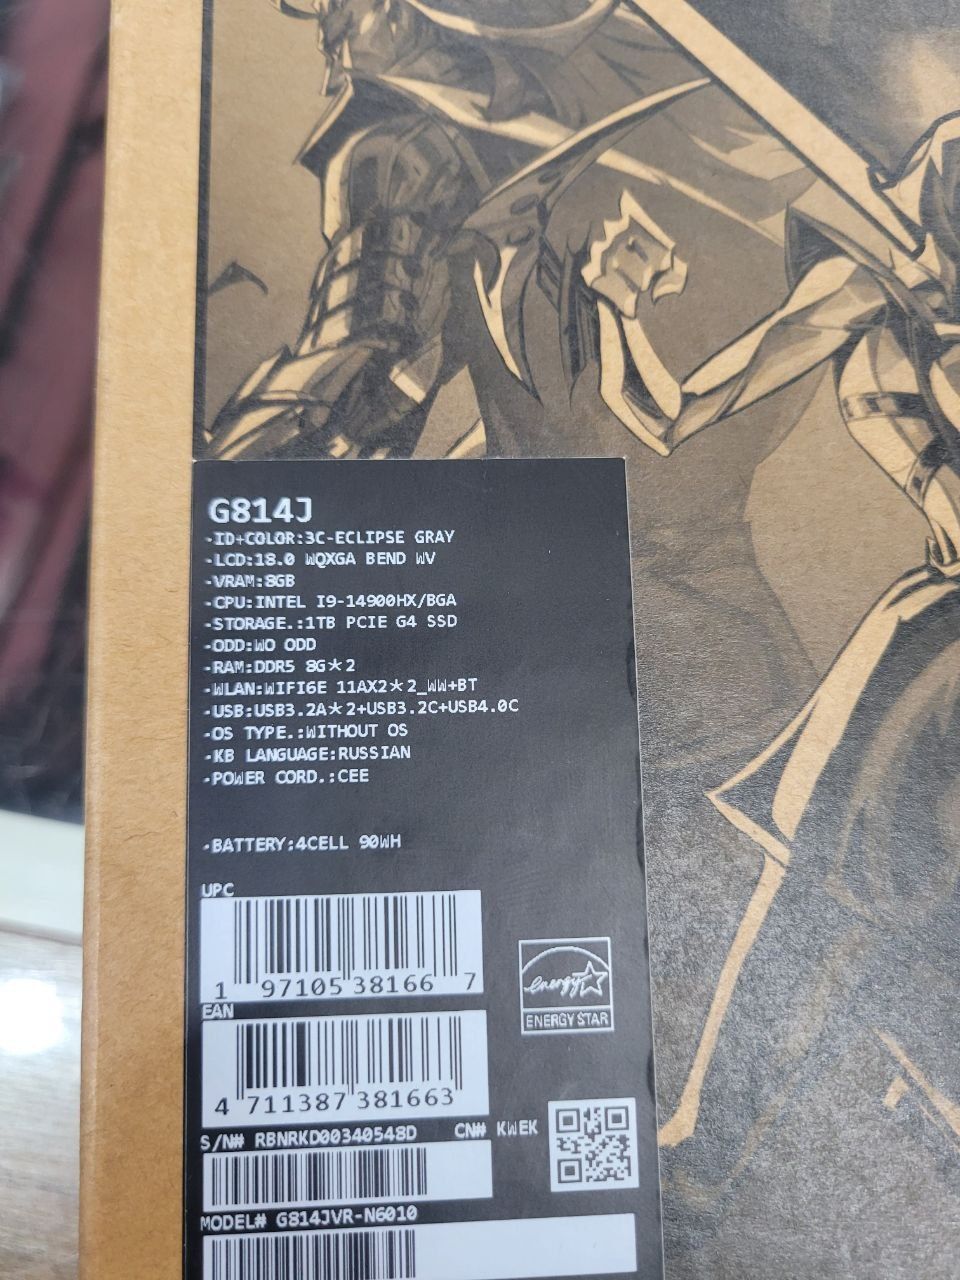 G814J
-ID+COLOR:3C-ECLIPSE GRAY
-LCD:18.0 WQXGA BEND WV
-VRAM:8GB
-CPU:INTEL I9-14900HX/BGA
-STORAGE.:1TB PCIE G4 SSD
-ODD:WO ODD
-RAM:DDR5 8G*2
-WLAN:WIFI6E 11AX2*2_WW+BT
-USB:USB3.2A*2+USB3.2C+USB4.0C
-OS TYPE.:WITHOUT OS
-KB LANGUAGE:RUSSIAN
-POWER CORD.:CEE
-BATTERY:4CELL 90WH
UPC
1 97105 38166 7
energy
ENERGY STAR
EAN
4 711387 381663
S/N# RBNRKD00340548D CN# KWEK
MODEL# G814JVR-N6010